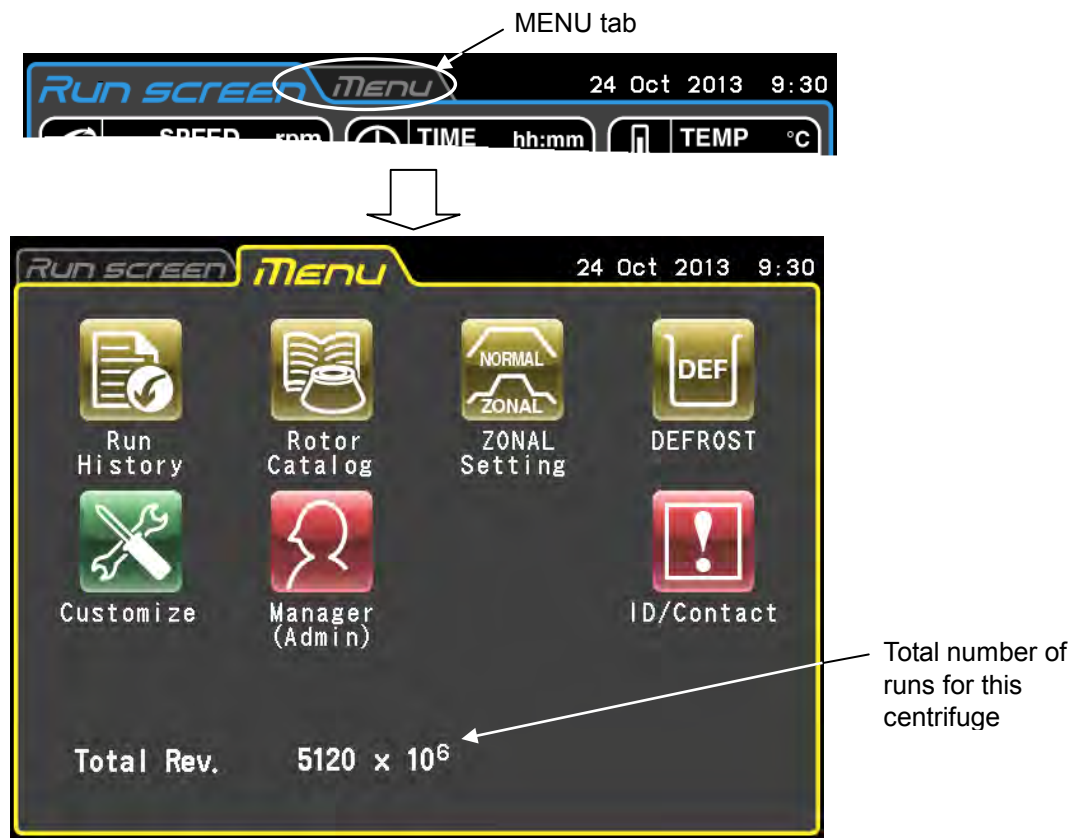 MENU tab
Run screen Menu 24 Oct 2013 9:30
SPEED rpm TIME hh:mm TEMP °C
Run screen Menu 24 Oct 2013 9:30
NORMAL
ZONAL
DEF
Run History
Rotor Catalog
ZONAL Setting
DEFROST
!
Customize
Manager (Admin)
ID/Contact
Total number of
runs for this
centrifuge
Total Rev. 5120 × 10⁶